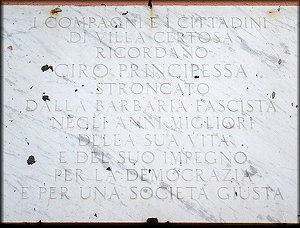 I COMPAGNI E I CITTADINI
DI VILLA CERTOSA
RICORDANO
CIRO PRINCIPESSA
STRONCATO
DALLA BARBARIA FASCISTA
NEGLI ANNI MIGLIORI
DELLA SUA VITA
E DEL SUO IMPEGNO
PER LA DEMOCRAZIA
E PER UNA SOCIETÀ GIUSTA